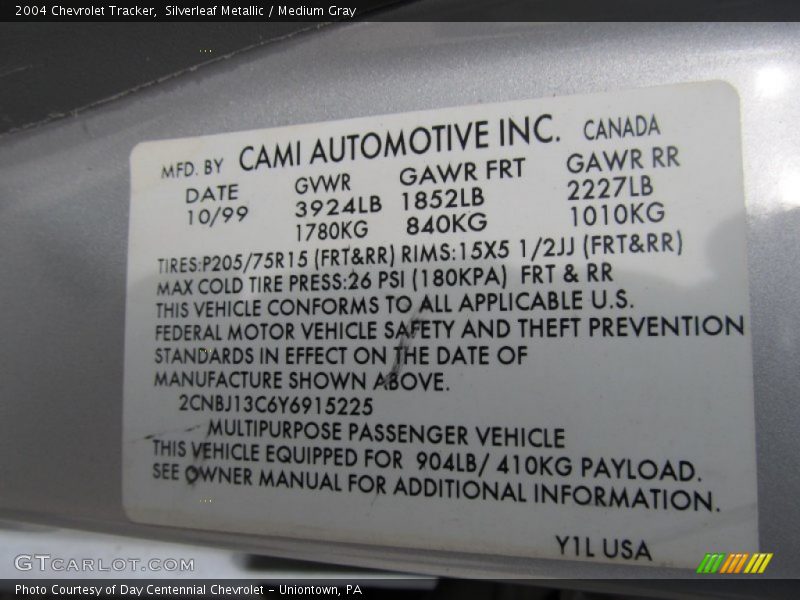 2004 Chevrolet Tracker, Silverleaf Metallic / Medium Gray
MFD. BY CAMI AUTOMOTIVE INC. CANADA
DATE GVWR GAWR FRT GAWR RR
10/99 3924LB 1852LB 2227LB
1780KG 840KG 1010KG
TIRES:P205/75R15 (FRT&RR) RIMS:15X5 1/2JJ (FRT&RR)
MAX COLD TIRE PRESS:26 PSI (180KPA) FRT & RR
THIS VEHICLE CONFORMS TO ALL APPLICABLE U.S.
FEDERAL MOTOR VEHICLE SAFETY AND THEFT PREVENTION
STANDARDS IN EFFECT ON THE DATE OF
MANUFACTURE SHOWN ABOVE.
2CNBJ13C6Y6915225
MULTIPURPOSE PASSENGER VEHICLE
THIS VEHICLE EQUIPPED FOR 904LB/ 410KG PAYLOAD.
SEE OWNER MANUAL FOR ADDITIONAL INFORMATION.
Y1L USA
GTCARLOT.COM
Photo Courtesy of Day Centennial Chevrolet - Uniontown, PA